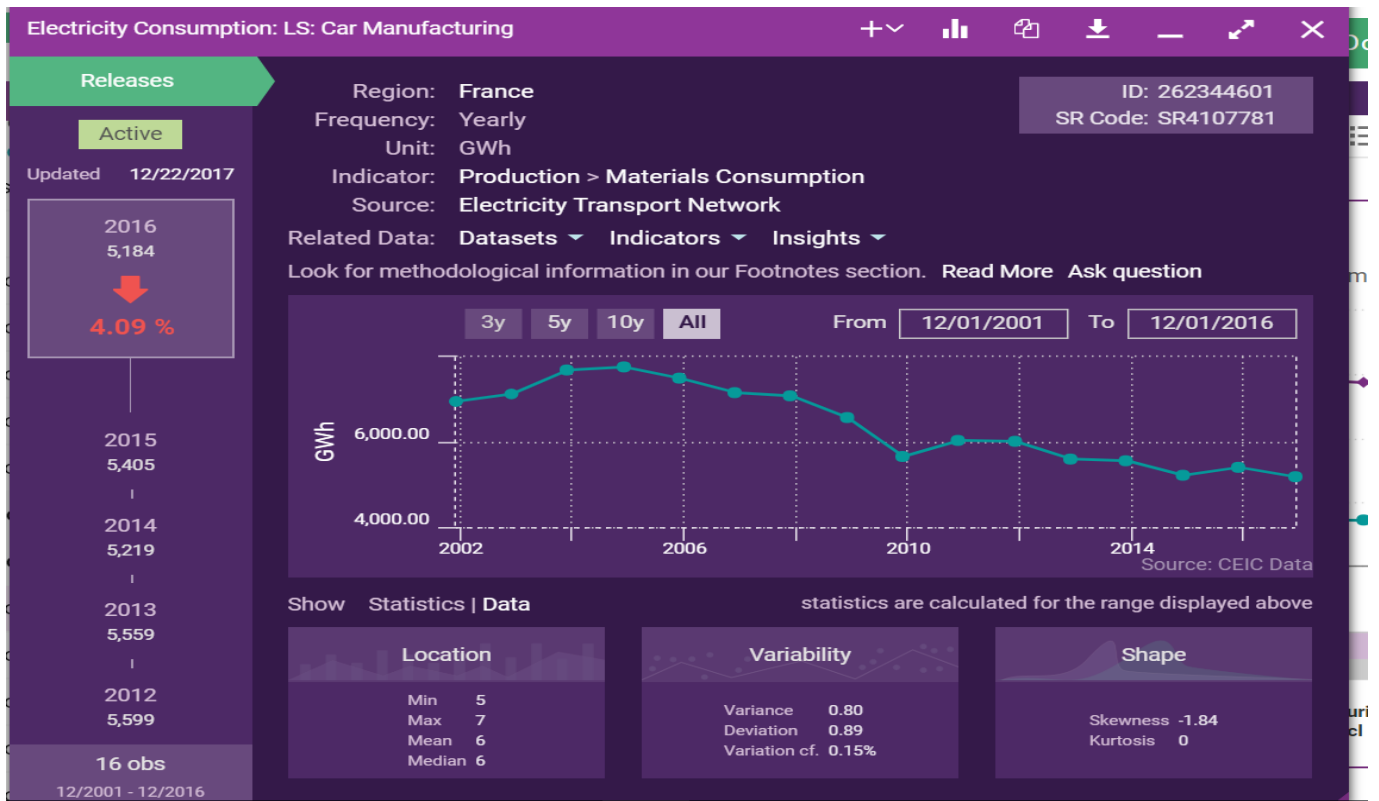 Electricity Consumption: LS: Car Manufacturing
Releases
Active
Updated 12/22/2017
2016
5,184
4.09 %
2015
5,405
2014
5,219
2013
5,559
2012
5,599
16 obs
12/2001 - 12/2016
Region: France
Frequency: Yearly
Unit: GWh
Indicator: Production > Materials Consumption
Source: Electricity Transport Network
Related Data: Datasets Indicators Insights
Look for methodological information in our Footnotes section. Read More Ask question
ID: 262344601
SR Code: SR4107781
3y 5y 10y All From 12/01/2001 To 12/01/2016
GWh
6,000.00
4,000.00
2002 2006 2010 2014
Source: CEIC Data
Show Statistics | Data statistics are calculated for the range displayed above
Location
Min 5
Max 7
Mean 6
Median 6
Variability
Variance 0.80
Deviation 0.89
Variation cf. 0.15%
Shape
Skewness -1.84
Kurtosis 0